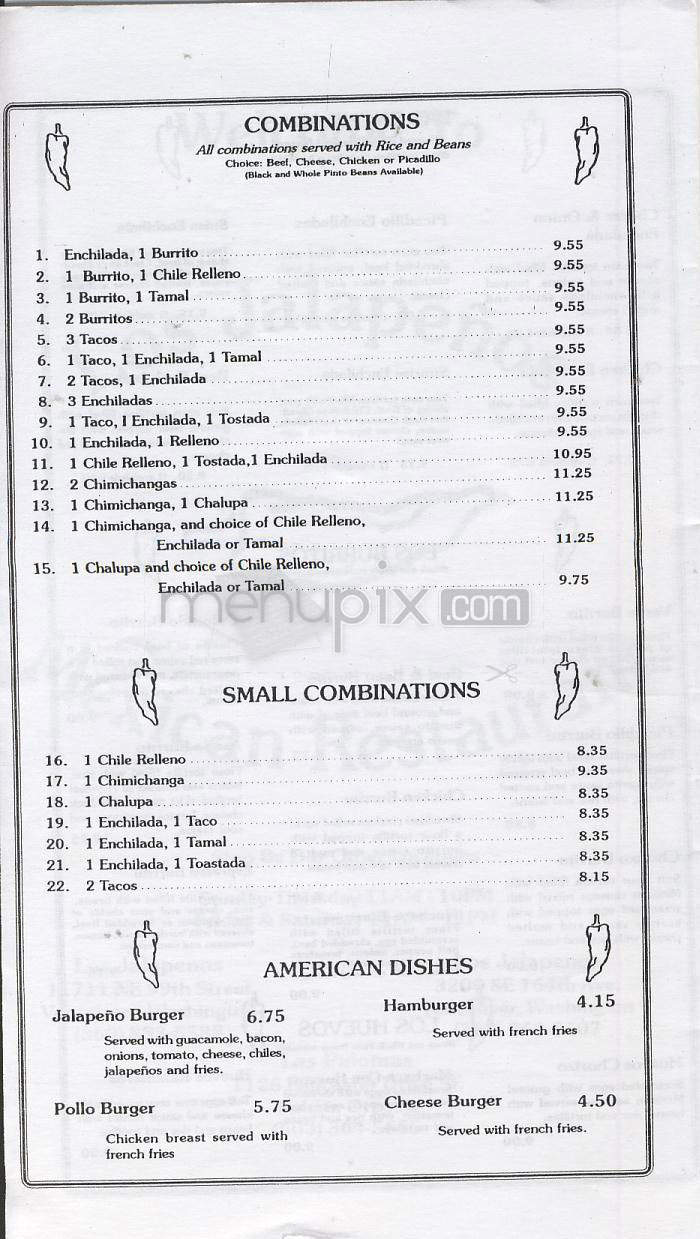 COMBINATIONS
All combinations served with Rice and Beans
Choice: Beef, Cheese, Chicken or Picadillo
(Black and Whole Pinto Beans Available)
1. Enchilada, 1 Burrito 9.55
2. 1 Burrito, 1 Chile Relleno 9.55
3. 1 Burrito, 1 Tamal 9.55
4. 2 Burritos 9.55
5. 3 Tacos 9.55
6. 1 Taco, 1 Enchilada, 1 Tamal 9.55
7. 2 Tacos, 1 Enchilada 9.55
8. 3 Enchiladas 9.55
9. 1 Taco, I Enchilada, 1 Tostada 9.55
10. 1 Enchilada, 1 Relleno 9.55
11. 1 Chile Relleno, 1 Tostada,1 Enchilada 10.95
12. 2 Chimichangas 11.25
13. 1 Chimichanga, 1 Chalupa 11.25
14. 1 Chimichanga, and choice of Chile Relleno,
Enchilada or Tamal 11.25
15. 1 Chalupa and choice of Chile Relleno,
Enchilada or Tamal 9.75
menupix.com
SMALL COMBINATIONS
16. 1 Chile Relleno 8.35
17. 1 Chimichanga 9.35
18. 1 Chalupa 8.35
19. 1 Enchilada, 1 Taco 8.35
20. 1 Enchilada, 1 Tamal 8.35
21. 1 Enchilada, 1 Toastada 8.35
22. 2 Tacos 8.15
AMERICAN DISHES
Jalapeño Burger 6.75
Served with guacamole, bacon,
onions, tomato, cheese, chiles,
jalapeños and fries.
Hamburger 4.15
Served with french fries
Pollo Burger 5.75
Chicken breast served with
french fries
Cheese Burger 4.50
Served with french fries.